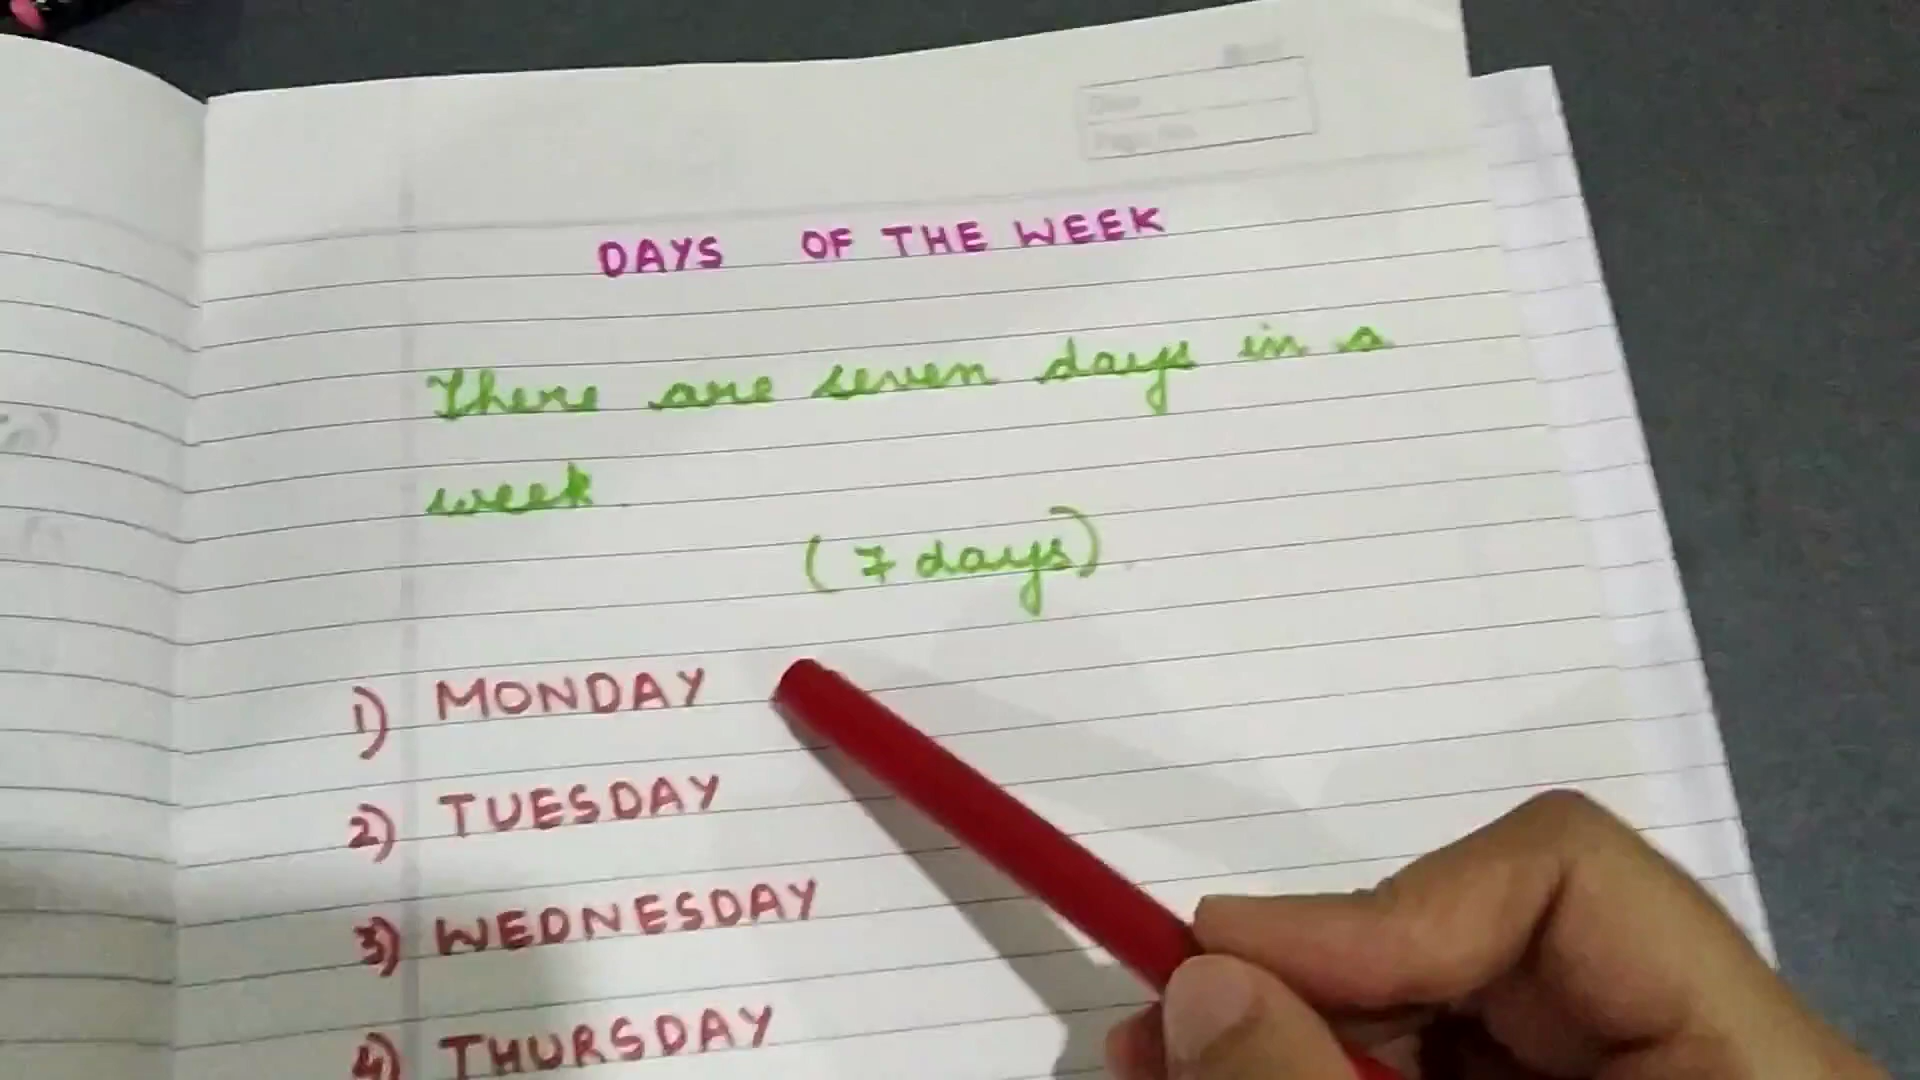 DAYS OF THE WEEK
There are seven days in a
week
(7 days)
1) MONDAY
2) TUESDAY
3) WEDNESDAY
4) THURSDAY